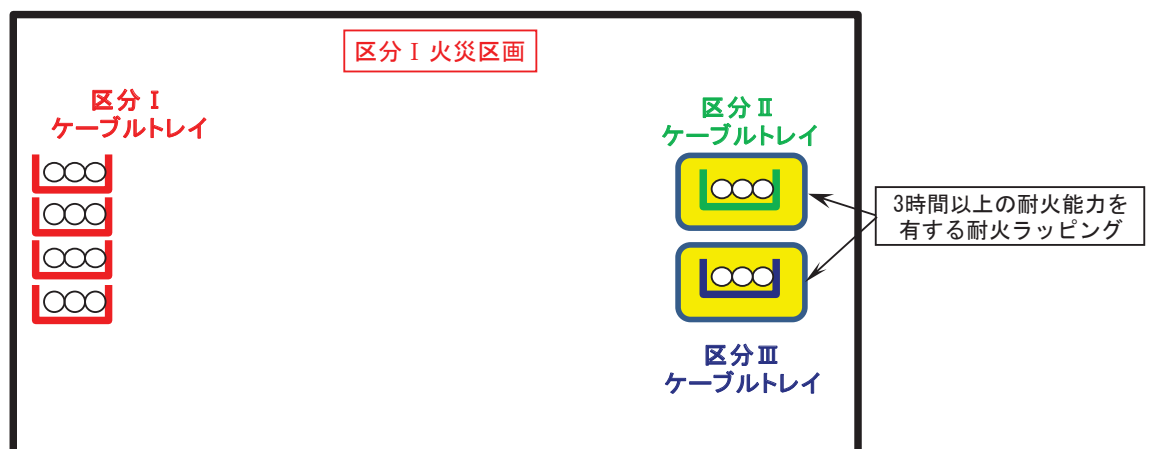 区分Ⅰ 火災区画
区分Ⅰ
ケーブルトレイ
区分Ⅱ
ケーブルトレイ
3時間以上の耐火能力を
有する耐火ラッピング
区分Ⅲ
ケーブルトレイ